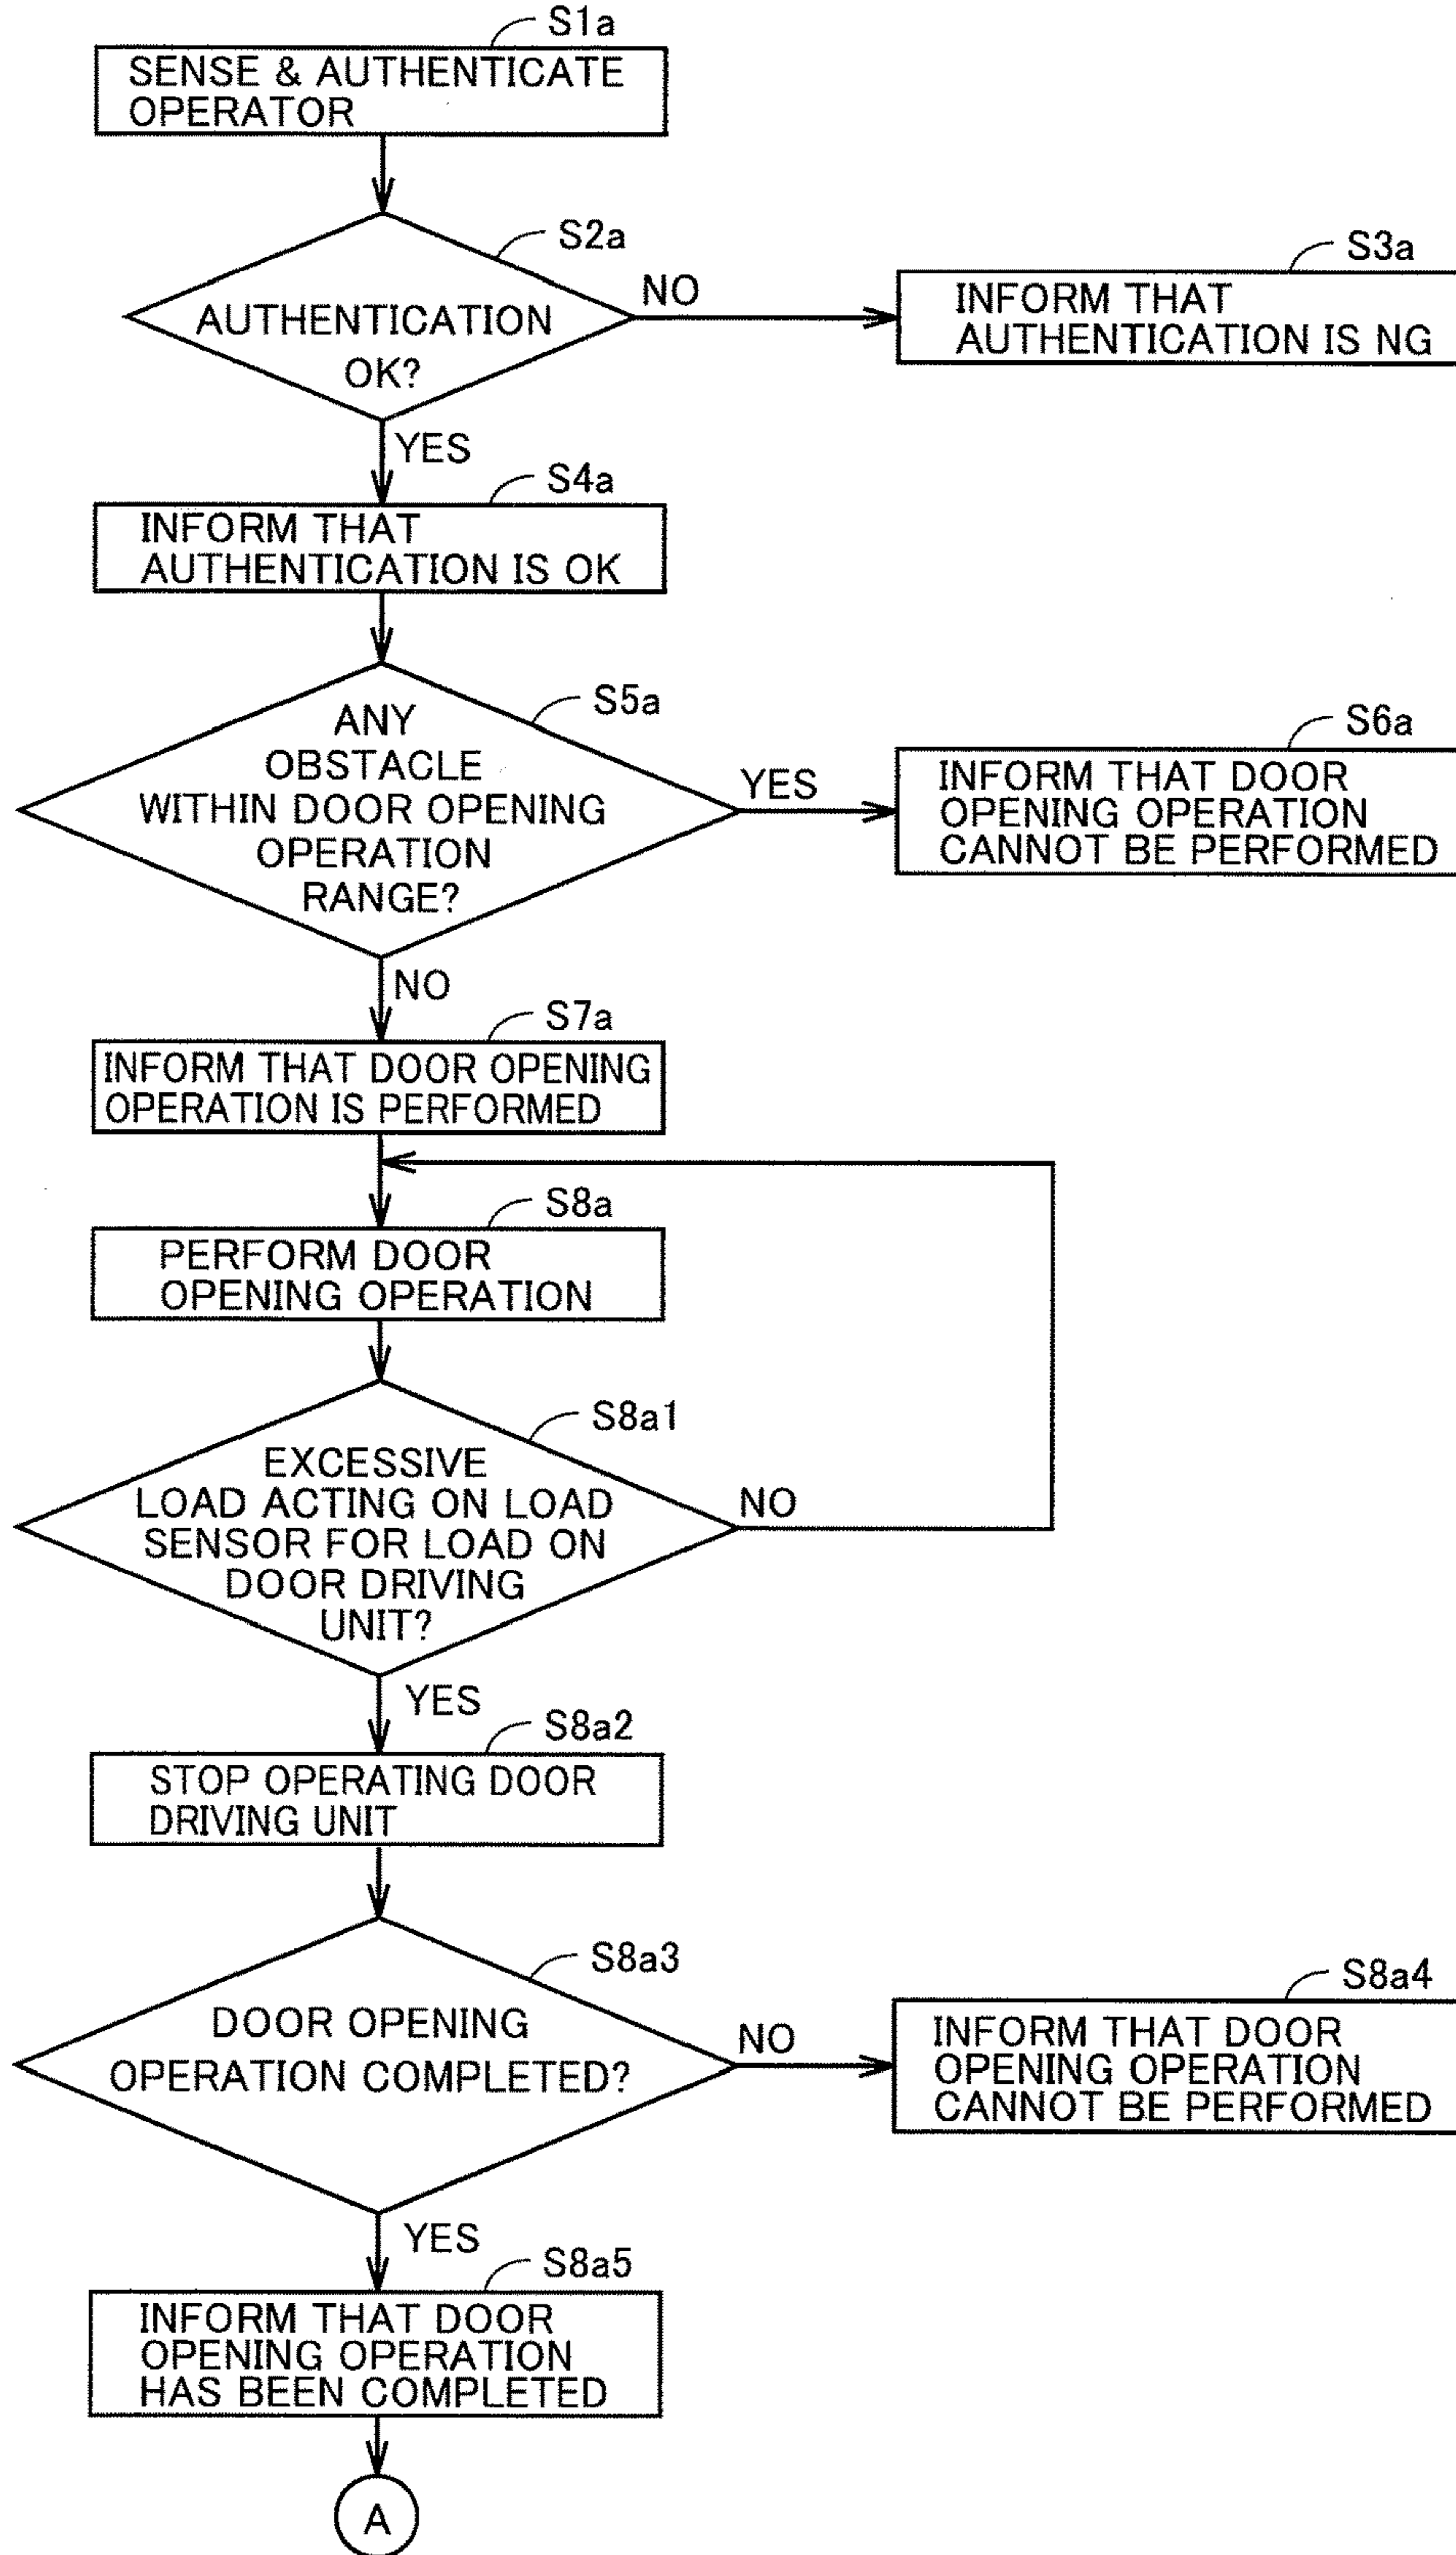 S1a
SENSE & AUTHENTICATE
OPERATOR
S2a
AUTHENTICATION
OK?
NO
S3a
INFORM THAT
AUTHENTICATION IS NG
YES
S4a
INFORM THAT
AUTHENTICATION IS OK
S5a
ANY
OBSTACLE
WITHIN DOOR OPENING
OPERATION
RANGE?
YES
S6a
INFORM THAT DOOR
OPENING OPERATION
CANNOT BE PERFORMED
NO
S7a
INFORM THAT DOOR OPENING
OPERATION IS PERFORMED
S8a
PERFORM DOOR
OPENING OPERATION
S8a1
EXCESSIVE
LOAD ACTING ON LOAD
SENSOR FOR LOAD ON
DOOR DRIVING
UNIT?
NO
YES
S8a2
STOP OPERATING DOOR
DRIVING UNIT
S8a3
DOOR OPENING
OPERATION COMPLETED?
NO
S8a4
INFORM THAT DOOR
OPENING OPERATION
CANNOT BE PERFORMED
YES
S8a5
INFORM THAT DOOR
OPENING OPERATION
HAS BEEN COMPLETED
A